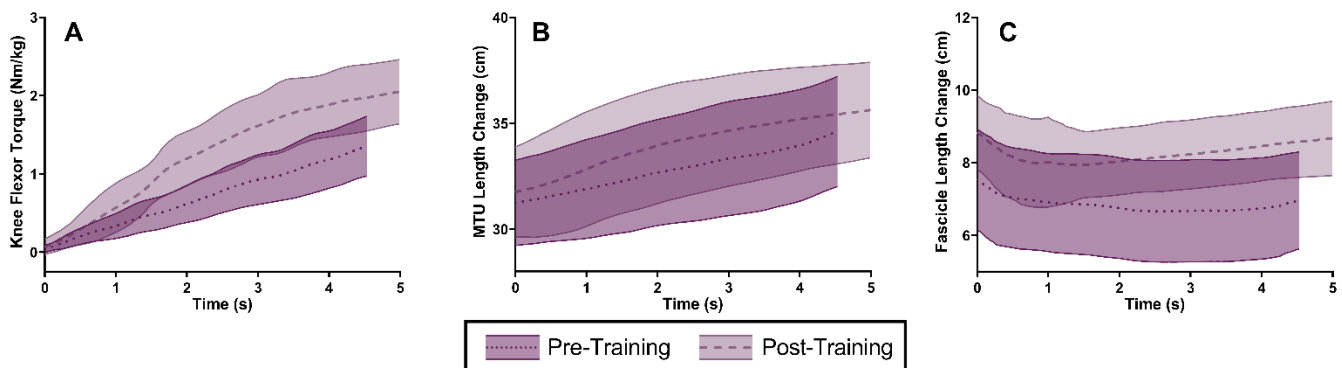 A
Knee Flexor Torque (Nm/kg)
3
2
1
0
0 1 2 3 4 5
Time (s)
B
MTU Length Change (cm)
40
35
30
0 1 2 3 4 5
Time (s)
C
Fascicle Length Change (cm)
12
10
8
6
0 1 2 3 4 5
Time (s)
Pre-Training
Post-Training